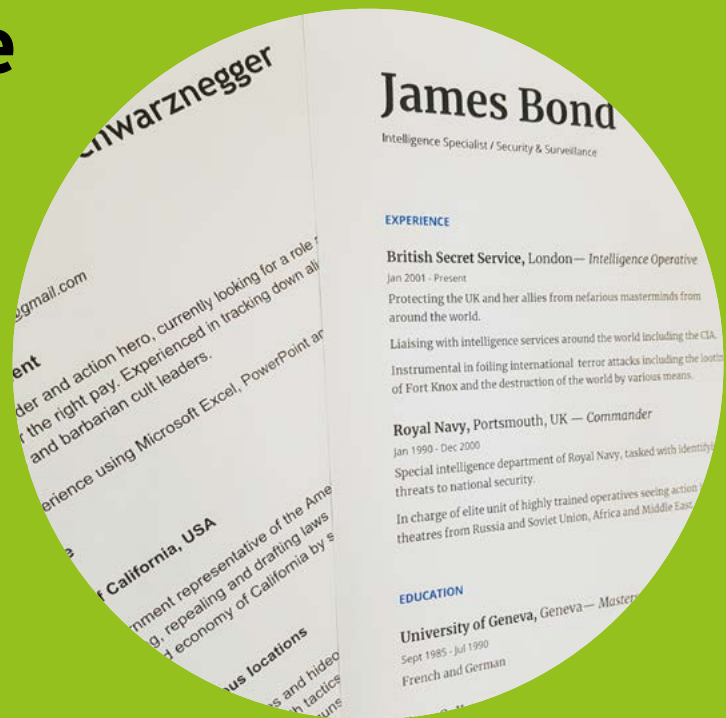 e
chwarznegger
@gmail.com
ent
der and action hero, currently looking for a role
r the right pay. Experienced in tracking down ali
and barbarian cult leaders.
erience using Microsoft Excel, PowerPoint an
e
f California, USA
rnment representative of the Ame
g, repealing and drafting laws
d economy of California by s
ous locations
s and hideo
h tactics
guns
James Bond
Intelligence Specialist / Security & Surveillance
EXPERIENCE
British Secret Service, London— Intelligence Operative
Jan 2001 - Present
Protecting the UK and her allies from nefarious masterminds from
around the world.
Liaising with intelligence services around the world including the CIA.
Instrumental in foiling international terror attacks including the lootin
of Fort Knox and the destruction of the world by various means.
Royal Navy, Portsmouth, UK — Commander
Jan 1990 - Dec 2000
Special intelligence department of Royal Navy, tasked with identifyi
threats to national security.
In charge of elite unit of highly trained operatives seeing action
theatres from Russia and Soviet Union, Africa and Middle East.
EDUCATION
University of Geneva, Geneva— Masters
Sept 1985 - Jul 1990
French and German